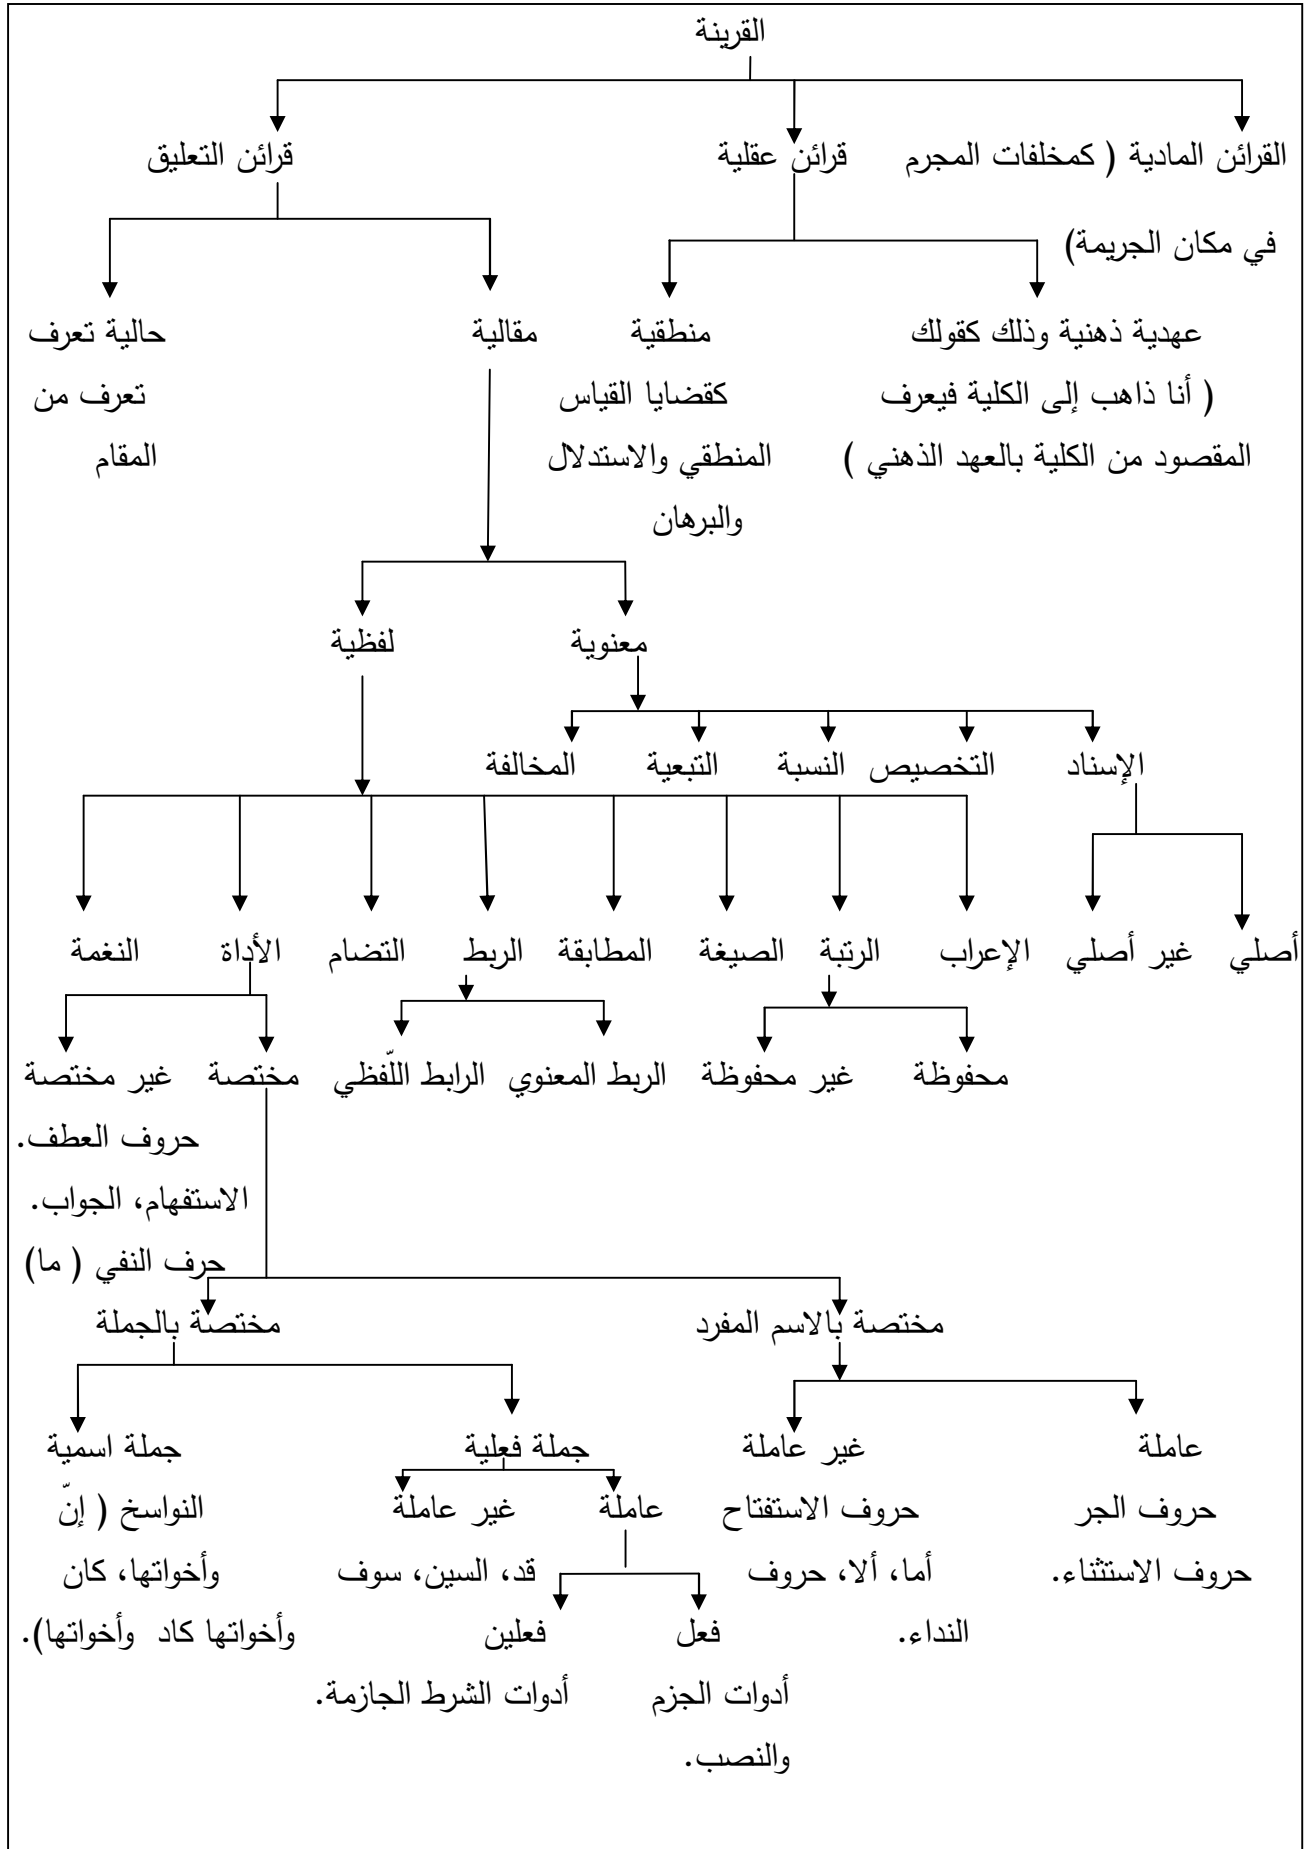 القرينة
القرائن المادية ( كمخلفات المجرم قرائن عقلية قرائن التعليق
في مكان الجريمة)
عهدية ذهنية وذلك كقولك منطقية مقالية حالية تعرف
( أنا ذاهب إلى الكلية فيعرف كقضايا القياس تعرف من
المقصود من الكلية بالعهد الذهني ) المنطقي والاستدلال المقام
والبرهان
معنوية لفظية
الإسناد التخصيص النسبة التبعية المخالفة
أصلي غير أصلي الإعراب الرتبة الصيغة المطابقة الربط التضام الأداة النغمة
محفوظة غير محفوظة الربط المعنوي الرابط اللّفظي مختصة غير مختصة
حروف العطف.
الاستفهام، الجواب.
حرف النفي ( ما)
مختصة بالاسم المفرد مختصة بالجملة
عاملة غير عاملة جملة فعلية جملة اسمية
حروف الجر حروف الاستفتاح عاملة غير عاملة النواسخ ( إنّ
حروف الاستثناء. أما، ألا، حروف قد، السين، سوف وأخواتها، كان
النداء. فعل فعلين وأخواتها كاد وأخواتها).
أدوات الجزم أدوات الشرط الجازمة.
والنصب.